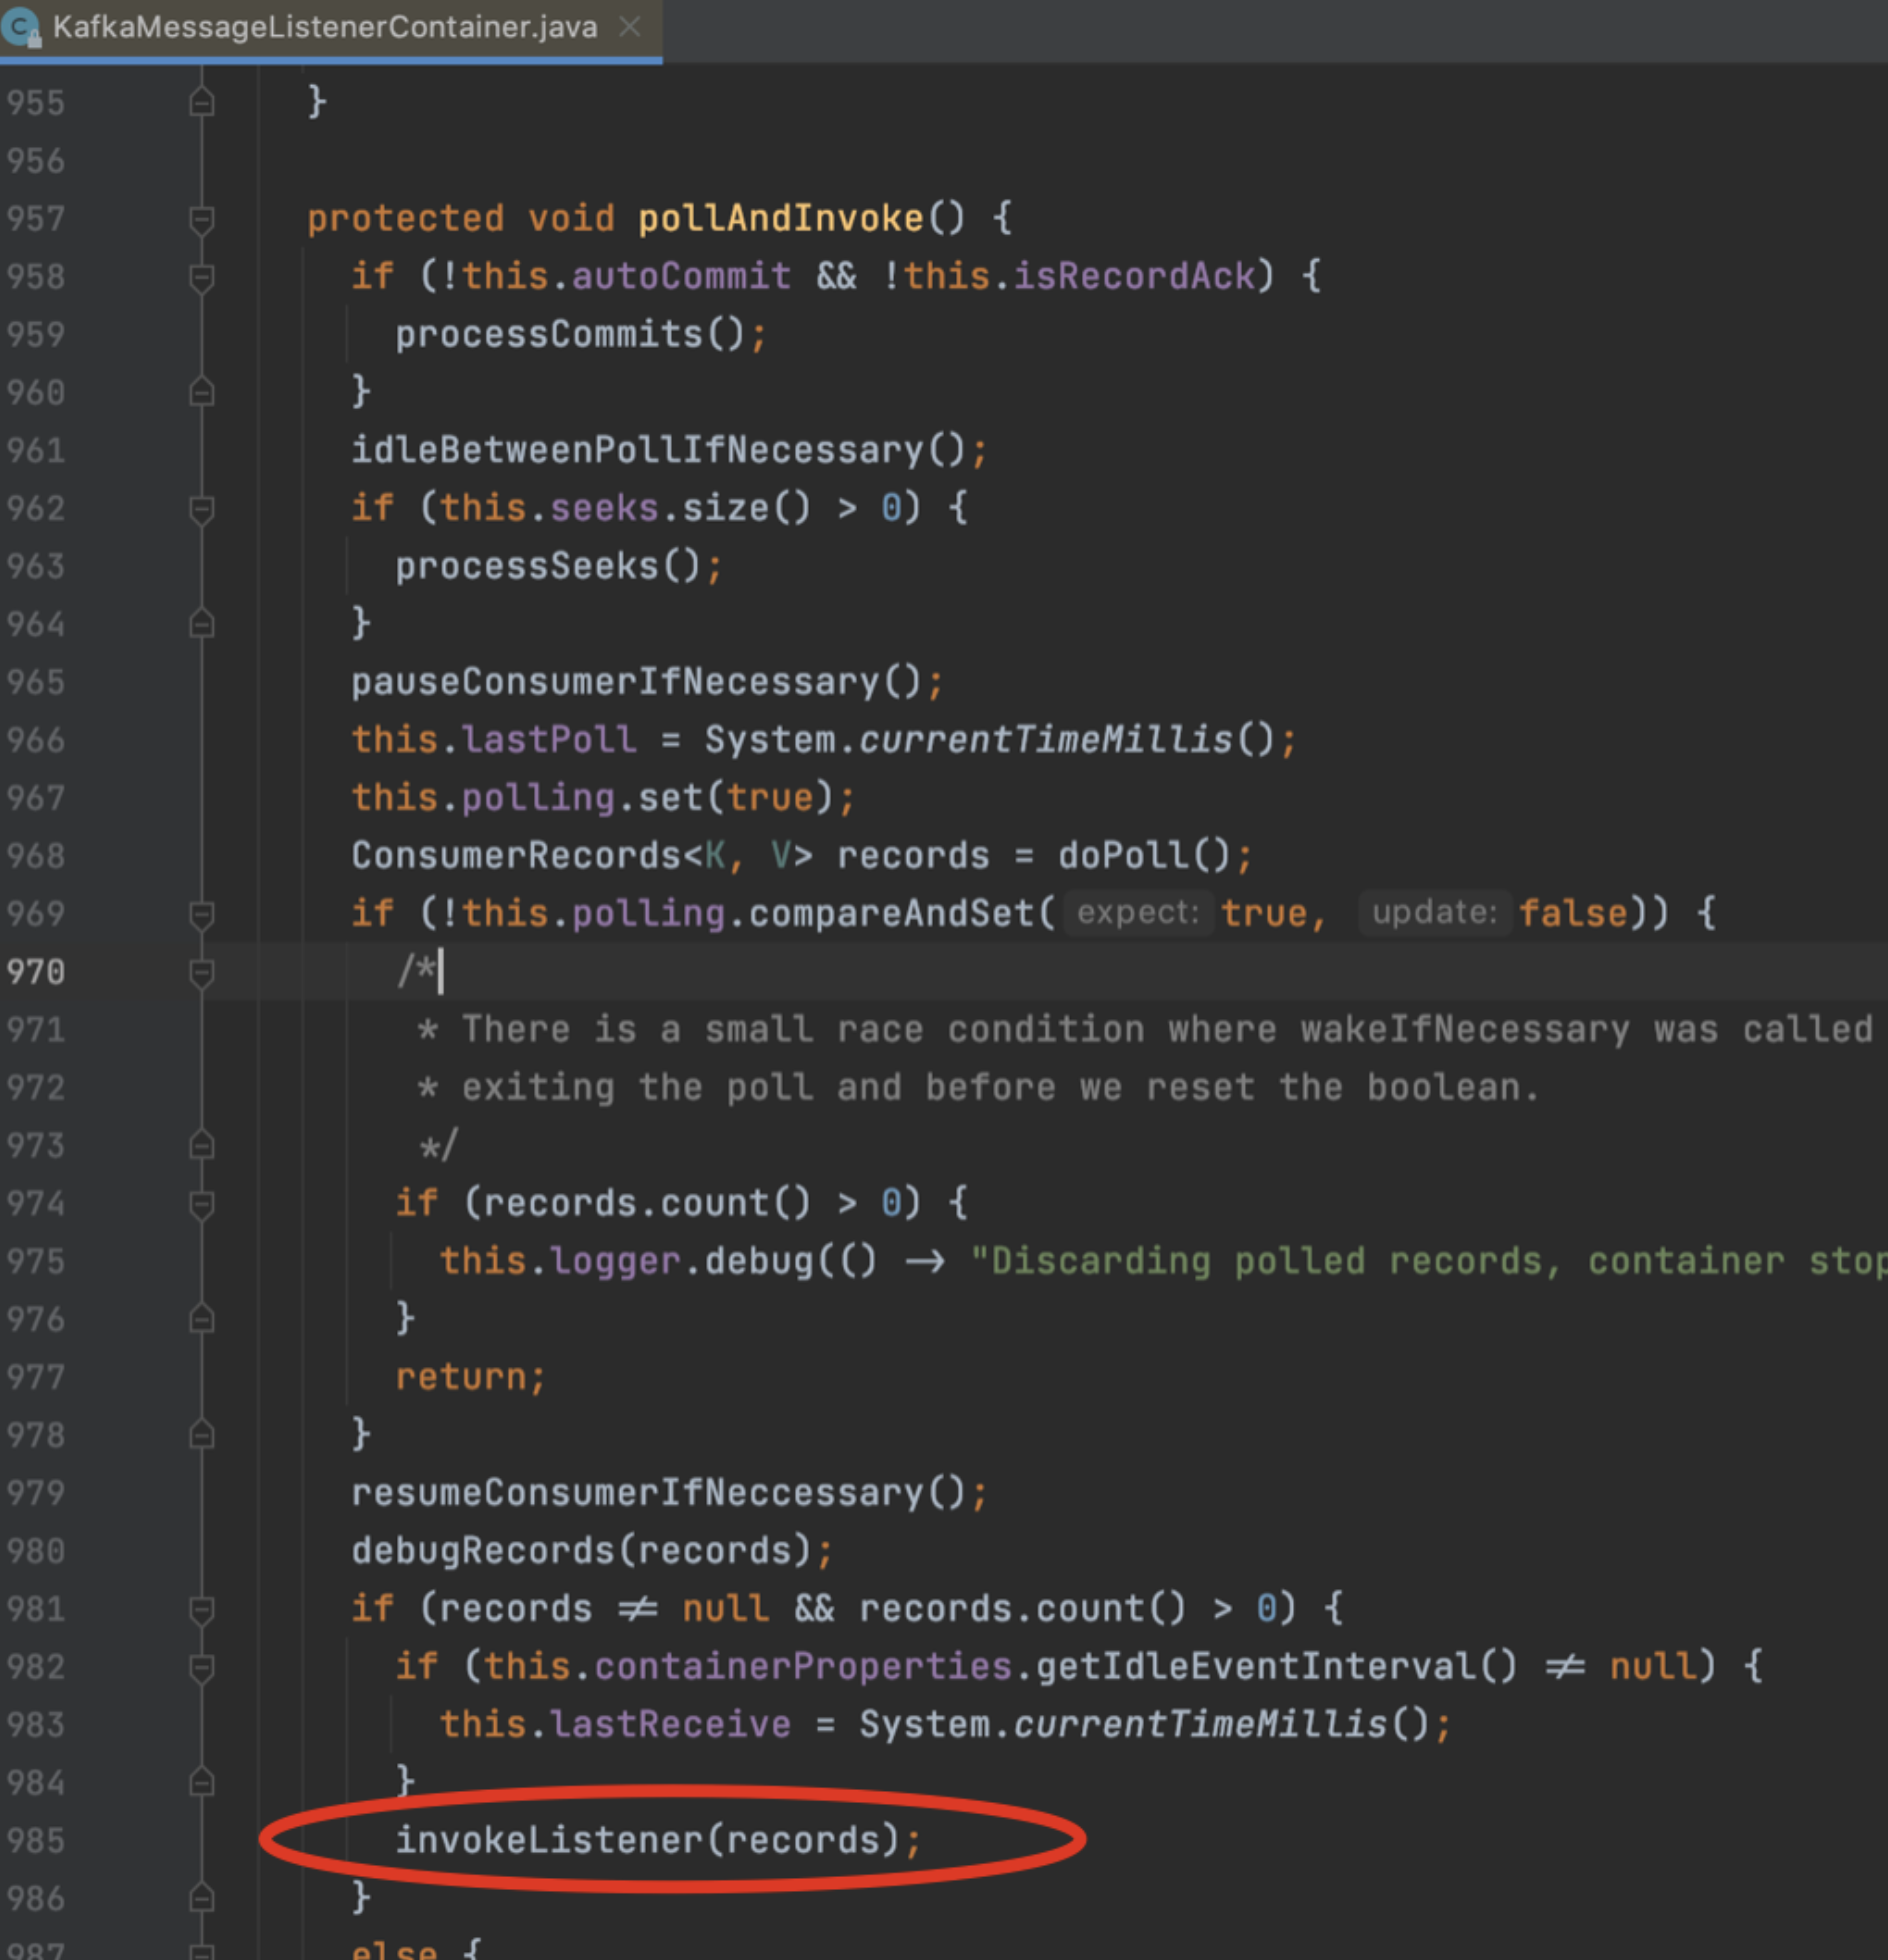 KafkaMessageListenerContainer.java
955 }
956
957 protected void pollAndInvoke() {
958 if (!this.autoCommit && !this.isRecordAck) {
959 processCommits();
960 }
961 idleBetweenPollIfNecessary();
962 if (this.seeks.size() > 0) {
963 processSeeks();
964 }
965 pauseConsumerIfNecessary();
966 this.lastPoll = System.currentTimeMillis();
967 this.polling.set(true);
968 ConsumerRecords<K, V> records = doPoll();
969 if (!this.polling.compareAndSet( expect: true, update: false)) {
970 /*
971 * There is a small race condition where wakeIfNecessary was called
972 * exiting the poll and before we reset the boolean.
973 */
974 if (records.count() > 0) {
975 this.logger.debug(() → "Discarding polled records, container stop
976 }
977 return;
978 }
979 resumeConsumerIfNeccessary();
980 debugRecords(records);
981 if (records ≠ null && records.count() > 0) {
982 if (this.containerProperties.getIdleEventInterval() ≠ null) {
983 this.lastReceive = System.currentTimeMillis();
984 }
985 invokeListener(records);
986 }
987 else {